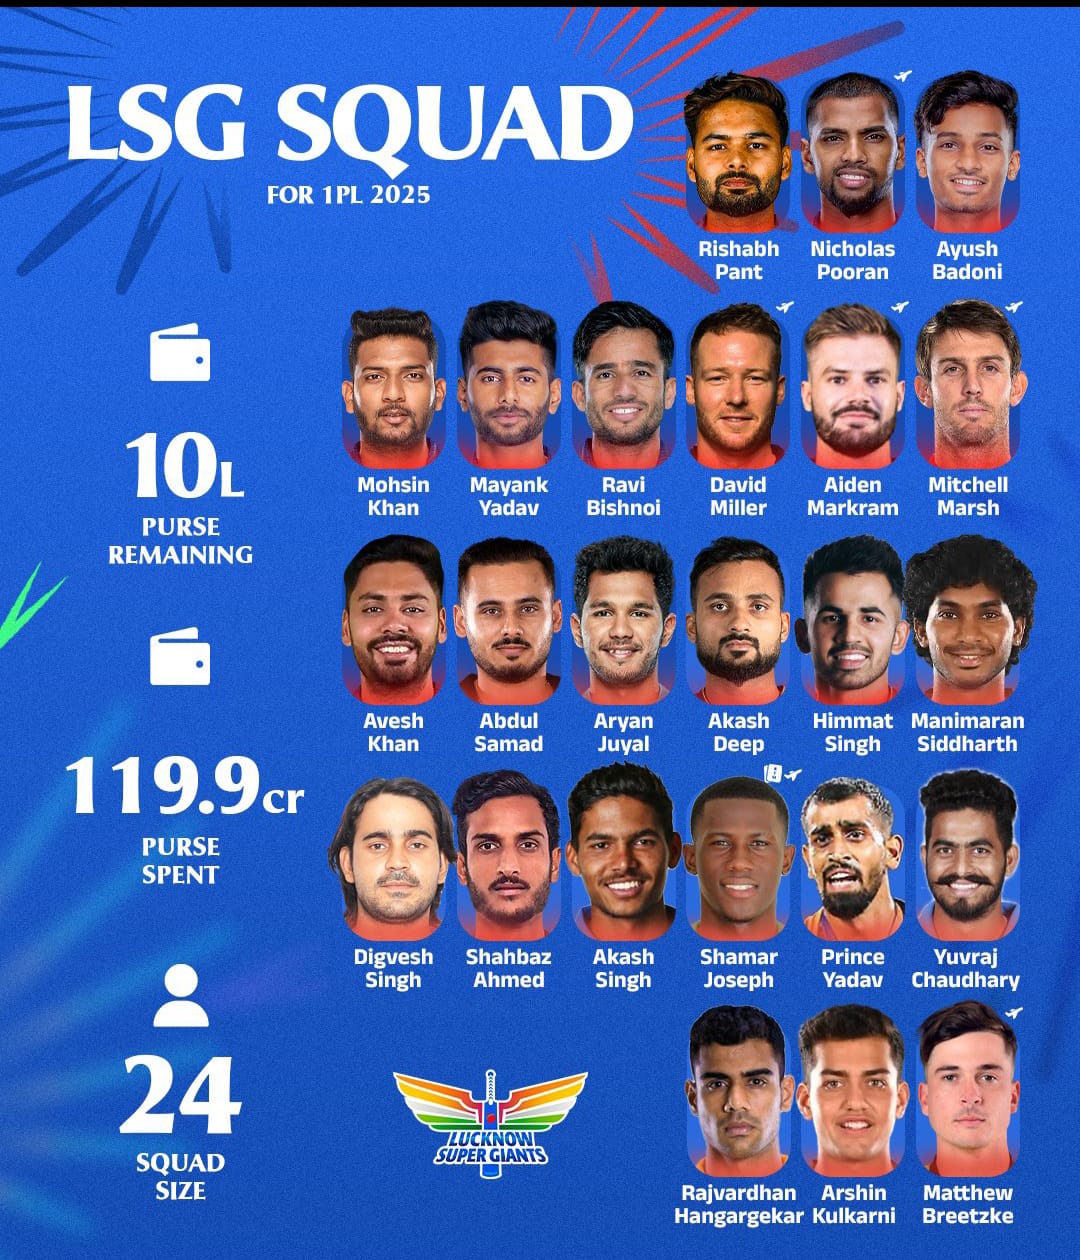 LSG SQUAD
FOR 1PL 2025
Rishabh
Pant
Nicholas
Pooran
Ayush
Badoni
10L
PURSE
REMAINING
Mohsin
Khan
Mayank
Yadav
Ravi
Bishnoi
David
Miller
Aiden
Markram
Mitchell
Marsh
119.9cr
PURSE
SPENT
Avesh
Khan
Abdul
Samad
Aryan
Juyal
Akash
Deep
Himmat
Singh
Manimaran
Siddharth
Digvesh
Singh
Shahbaz
Ahmed
Akash
Singh
Shamar
Joseph
Prince
Yadav
Yuvraj
Chaudhary
24
SQUAD
SIZE
LUCKNOW
SUPER GIANTS
Rajvardhan
Hangargekar
Arshin
Kulkarni
Matthew
Breetzke